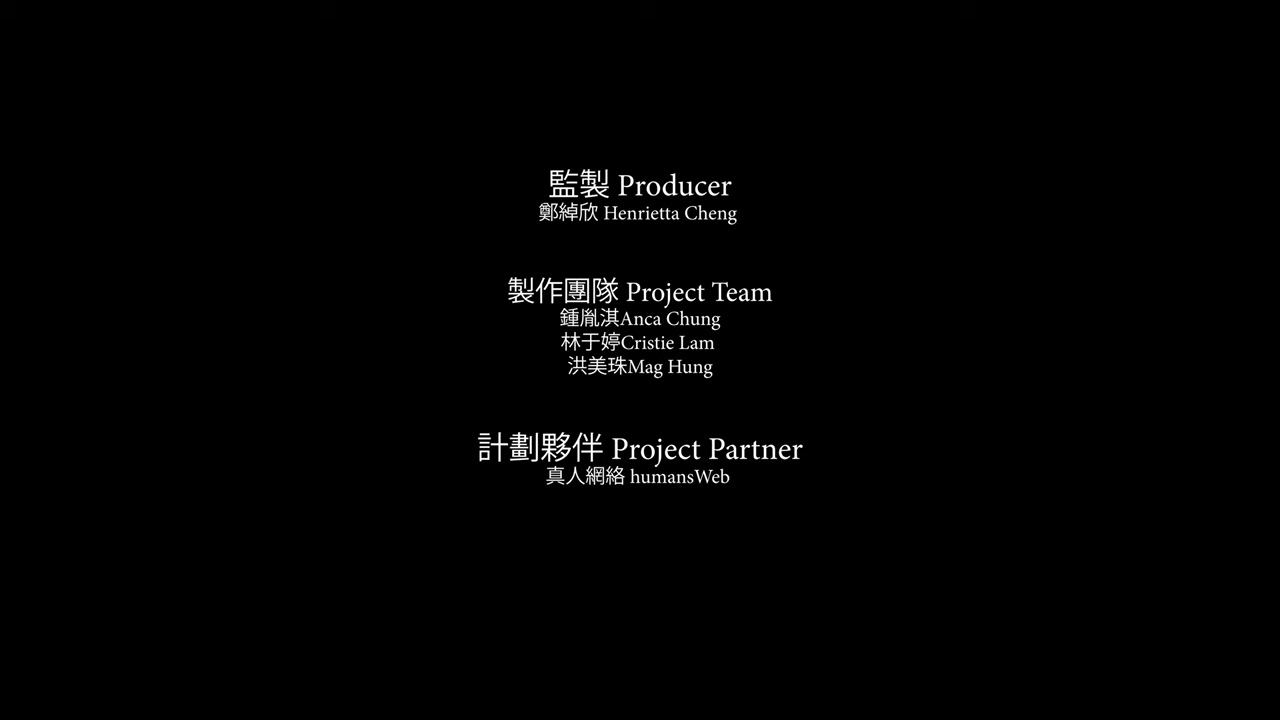 監製 Producer
鄭綽欣 Henrietta Cheng
製作團隊 Project Team
鍾胤淇Anca Chung
林于婷Cristie Lam
洪美珠Mag Hung
計劃夥伴 Project Partner
真人網絡 humansWeb